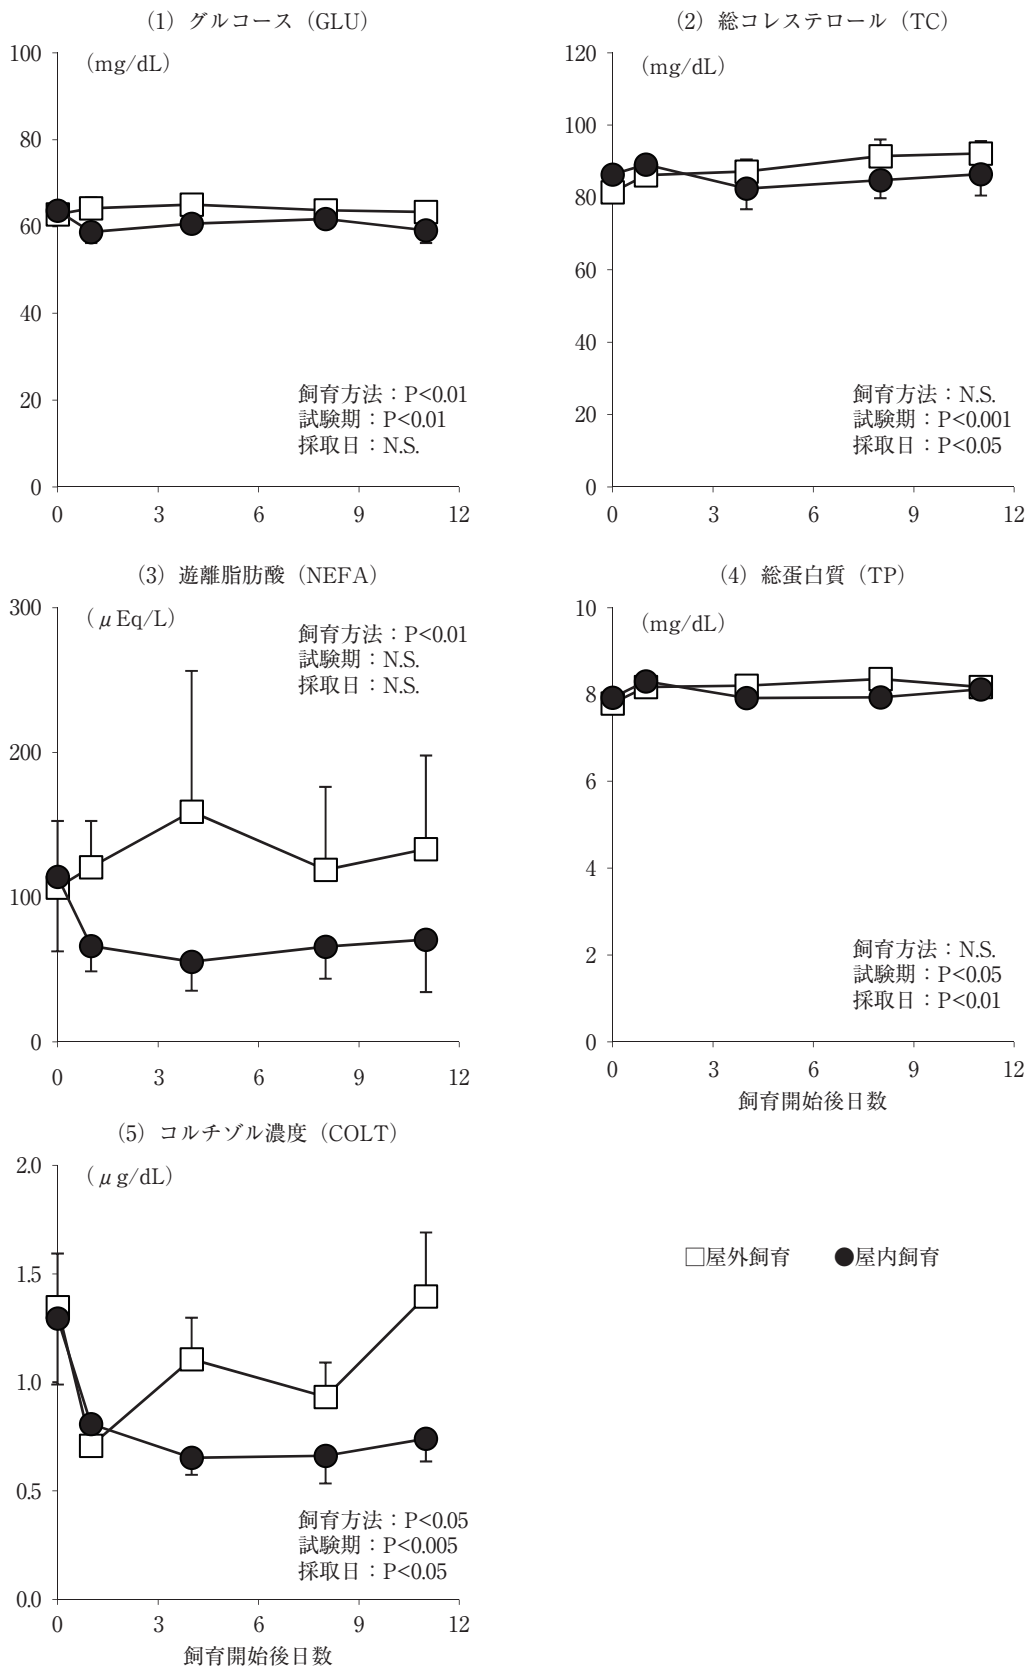 (1) グルコース (GLU)
(mg/dL)
100
80
60
40
20
0
飼育方法：P<0.01
試験期：P<0.01
採取日：N.S.
0 3 6 9 12
(2) 総コレステロール (TC)
(mg/dL)
120
100
80
60
40
20
0
飼育方法：N.S.
試験期：P<0.001
採取日：P<0.05
0 3 6 9 12
(3) 遊離脂肪酸 (NEFA)
(μEq/L)
300
200
100
0
飼育方法：P<0.01
試験期：N.S.
採取日：N.S.
0 3 6 9 12
(4) 総蛋白質 (TP)
(mg/dL)
10
8
6
4
2
0
飼育方法：N.S.
試験期：P<0.05
採取日：P<0.01
0 3 6 9 12
飼育開始後日数
(5) コルチゾル濃度 (COLT)
(μg/dL)
2.0
1.5
1.0
0.5
0.0
飼育方法：P<0.05
試験期：P<0.005
採取日：P<0.05
0 3 6 9 12
飼育開始後日数
□屋外飼育 ●屋内飼育